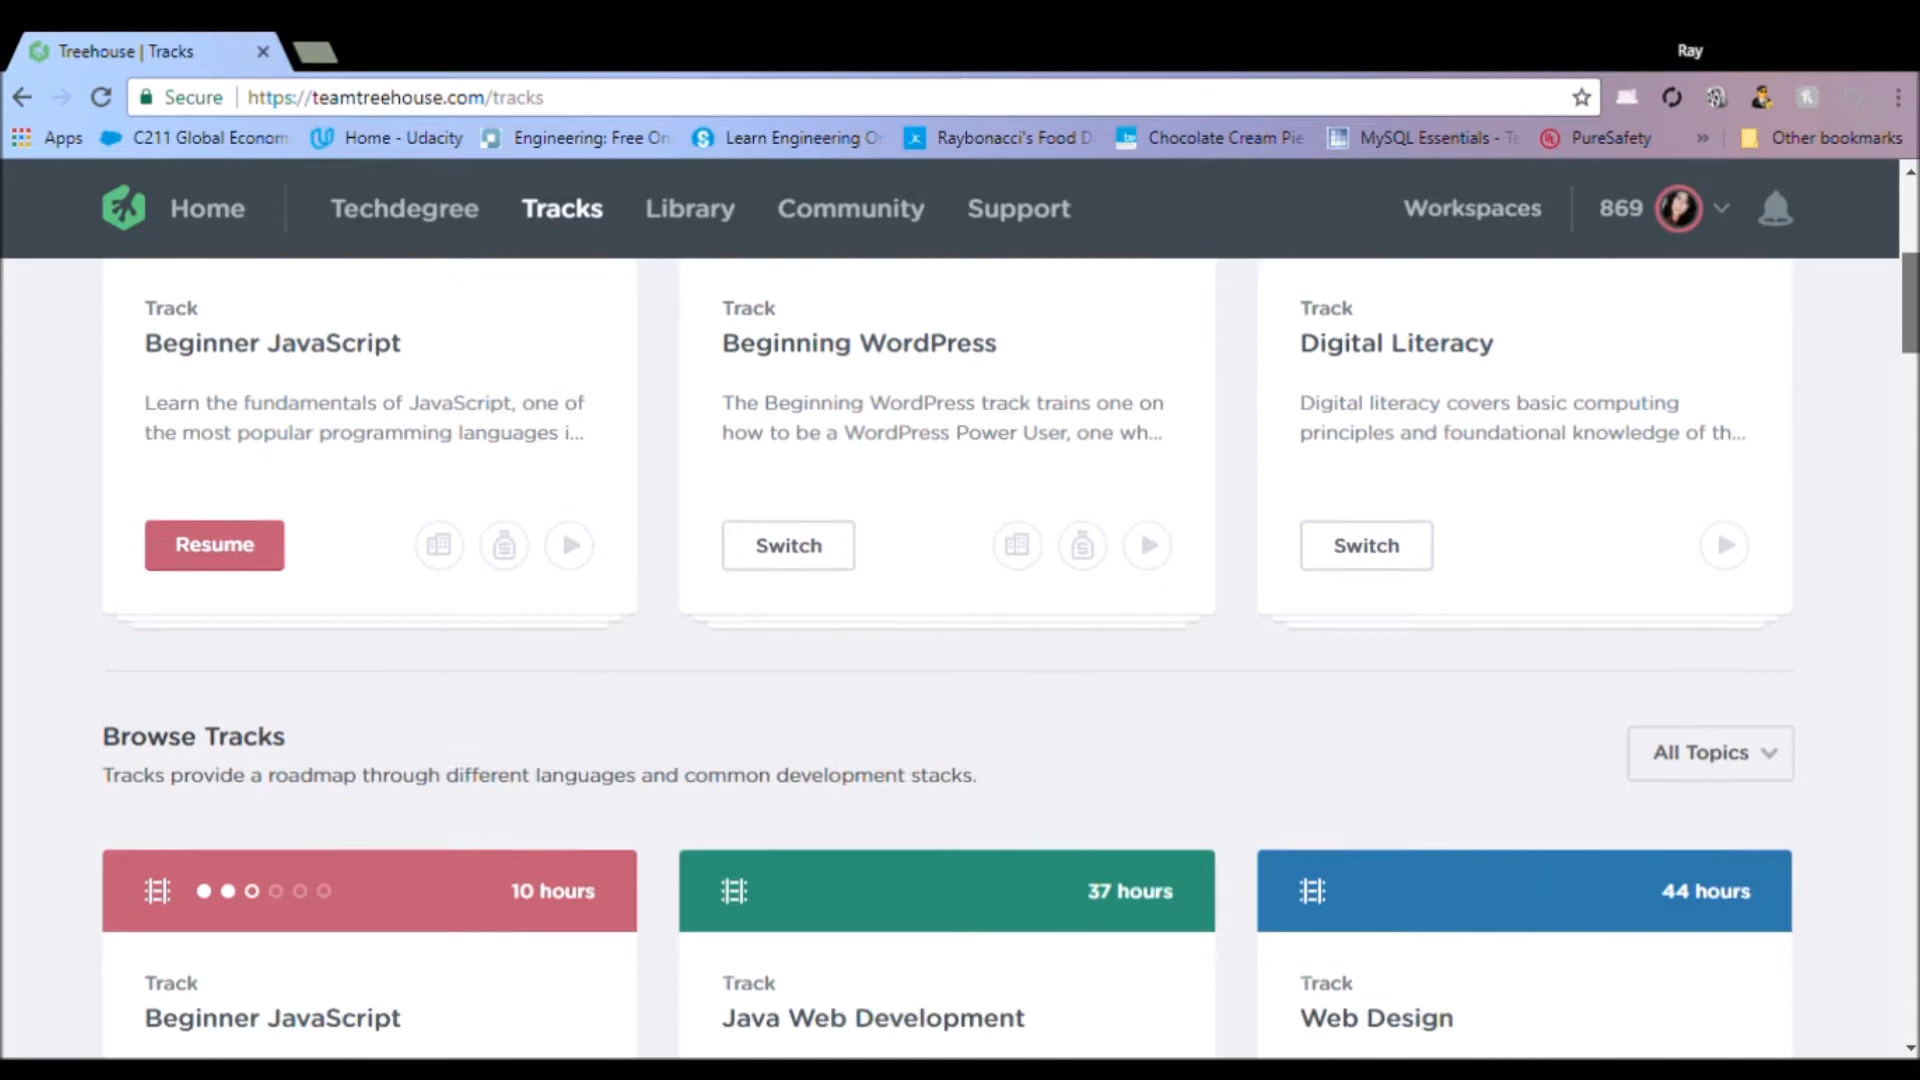 Treehouse | Tracks
Ray
Secure
https://teamtreehouse.com/tracks
Apps
C211 Global Econom
Home - Udacity
Engineering: Free On
Learn Engineering O
Raybonacci's Food D
Chocolate Cream Pie
MySQL Essentials - T
PureSafety
»
Other bookmarks
Home
Techdegree
Tracks
Library
Community
Support
Workspaces
869
Track
Beginner JavaScript
Learn the fundamentals of JavaScript, one of
the most popular programming languages i...
Resume
Track
Beginning WordPress
The Beginning WordPress track trains one on
how to be a WordPress Power User, one wh...
Switch
Track
Digital Literacy
Digital literacy covers basic computing
principles and foundational knowledge of th...
Switch
Browse Tracks
Tracks provide a roadmap through different languages and common development stacks.
All Topics
10 hours
Track
Beginner JavaScript
37 hours
Track
Java Web Development
44 hours
Track
Web Design